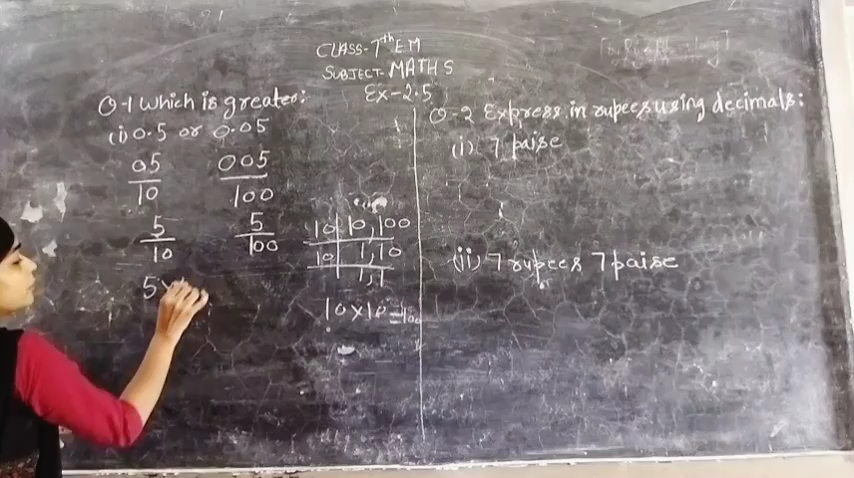 CLASS-7th EM
SUBJECT-MATHS
EX-2.5
Q-1 Which is greater:
(i) 0.5 or 0.05
05 005
10 100
5 5
10 100
5×
10 10,100
10 1,10
1,1
10×10=100
Q-2 Express in rupees using decimals:
(i) 7 paise
(ii) 7 rupees 7 paise